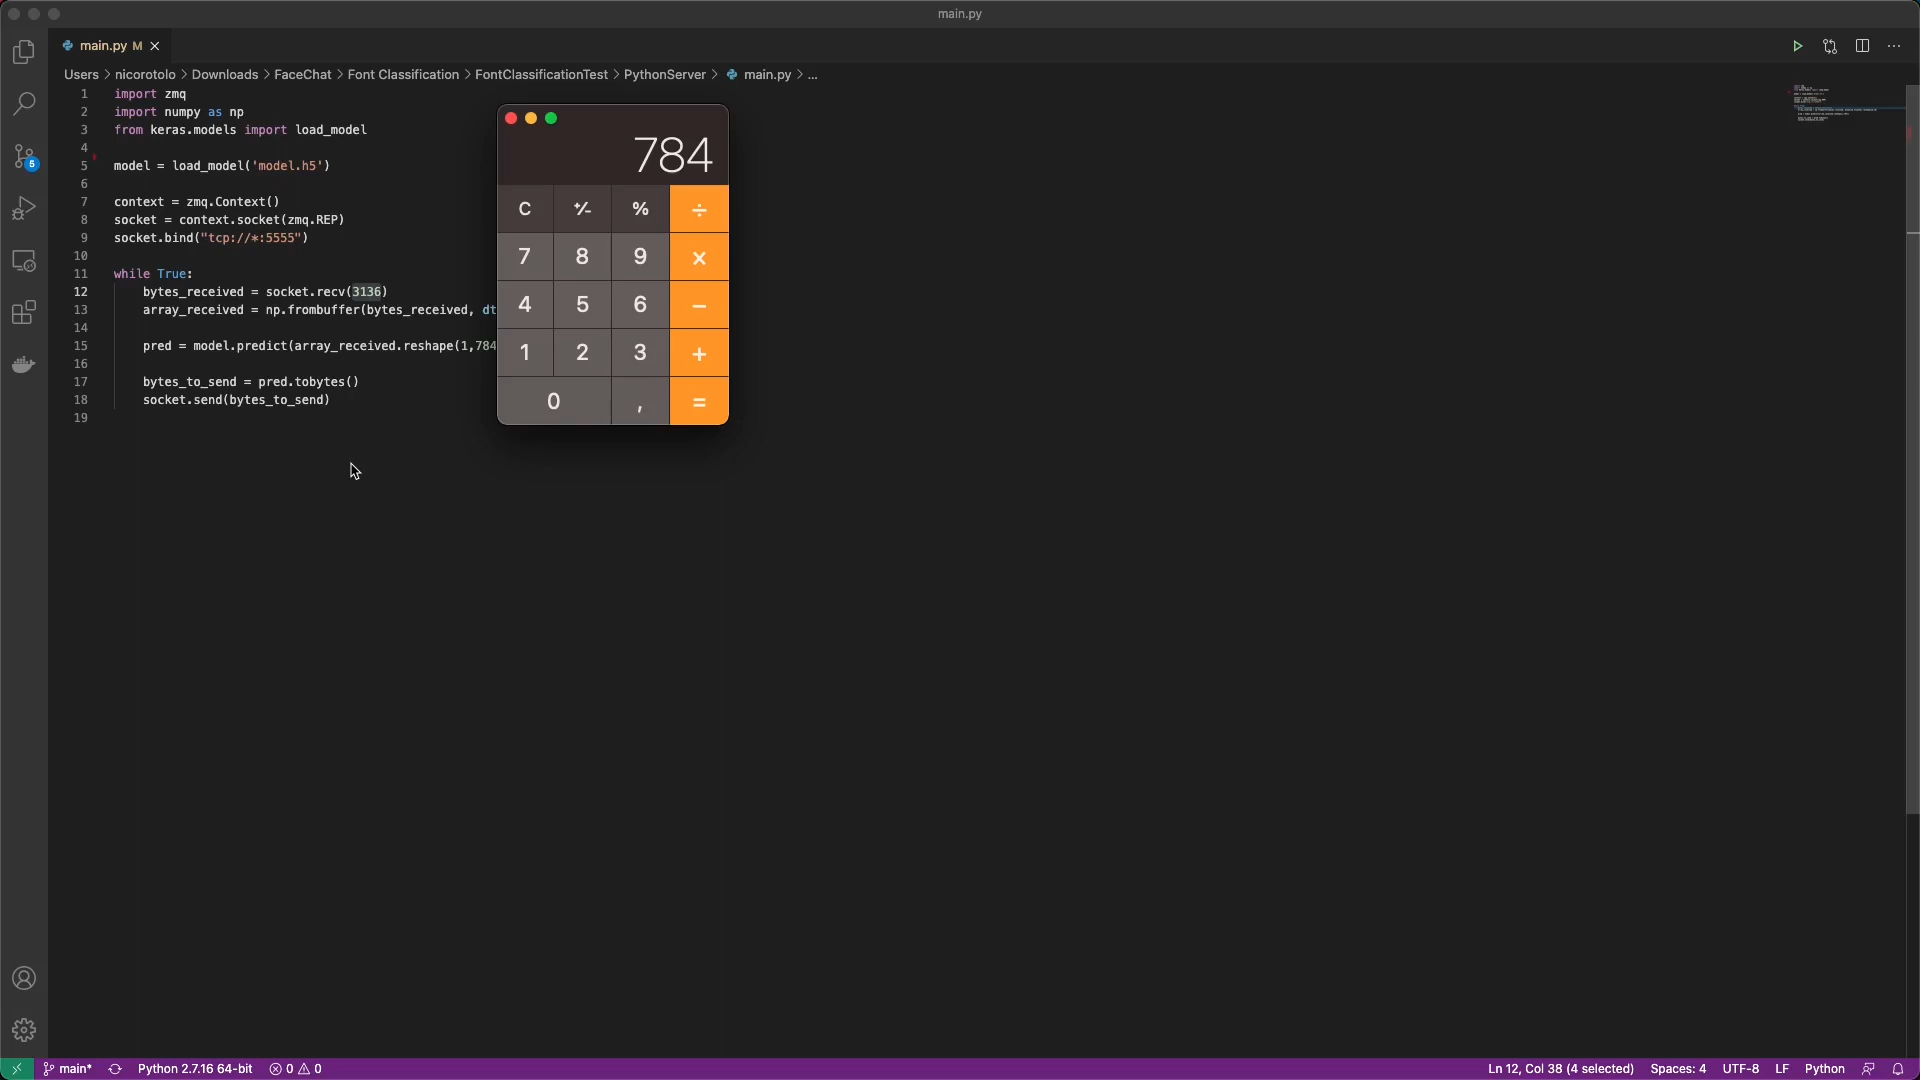 main.py
main.py M
Users > nicorotolo > Downloads > FaceChat > Font Classification > FontClassificationTest > PythonServer > main.py > ...
1 import zmq
2 import numpy as np
3 from keras.models import load_model
4
5 model = load_model('model.h5')
6
7 context = zmq.Context()
8 socket = context.socket(zmq.REP)
9 socket.bind("tcp://*:5555")
10
11 while True:
12 bytes_received = socket.recv(3136)
13 array_received = np.frombuffer(bytes_received, dt
14
15 pred = model.predict(array_received.reshape(1,784
16
17 bytes_to_send = pred.tobytes()
18 socket.send(bytes_to_send)
19
784
C ⁺∕₋ % ÷
7 8 9 ×
4 5 6 −
1 2 3 +
0 , =
5
main* Python 2.7.16 64-bit 0 0 Ln 12, Col 38 (4 selected) Spaces: 4 UTF-8 LF Python